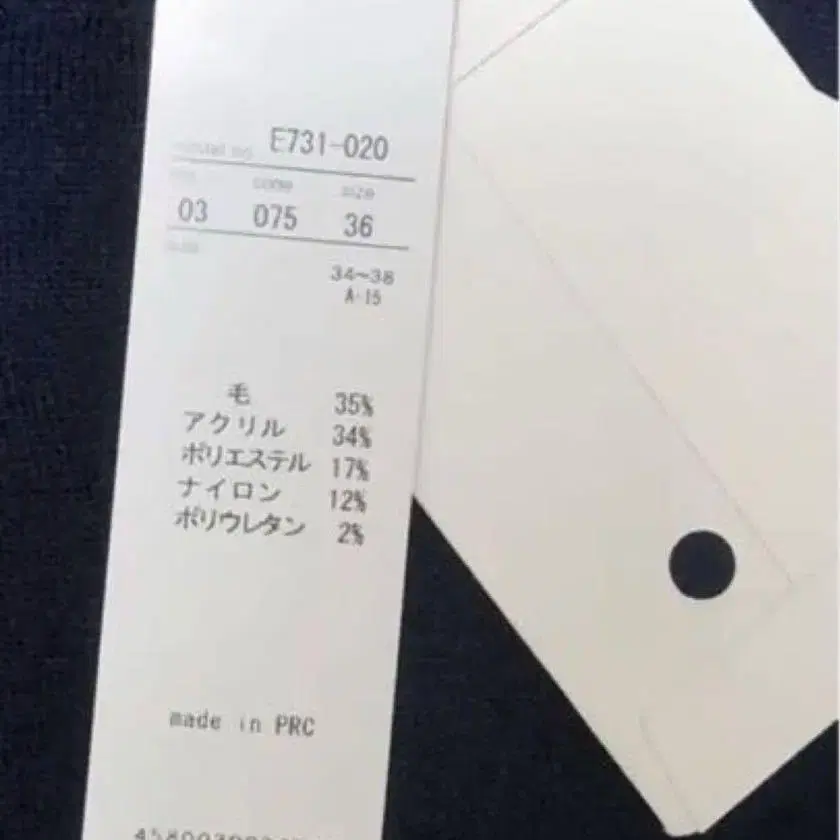 E731-020
size
03 075 36
34~38
A-15
毛 35%
アクリル 34%
ポリエステル 17%
ナイロン 12%
ポリウレタン 2%
made in PRC